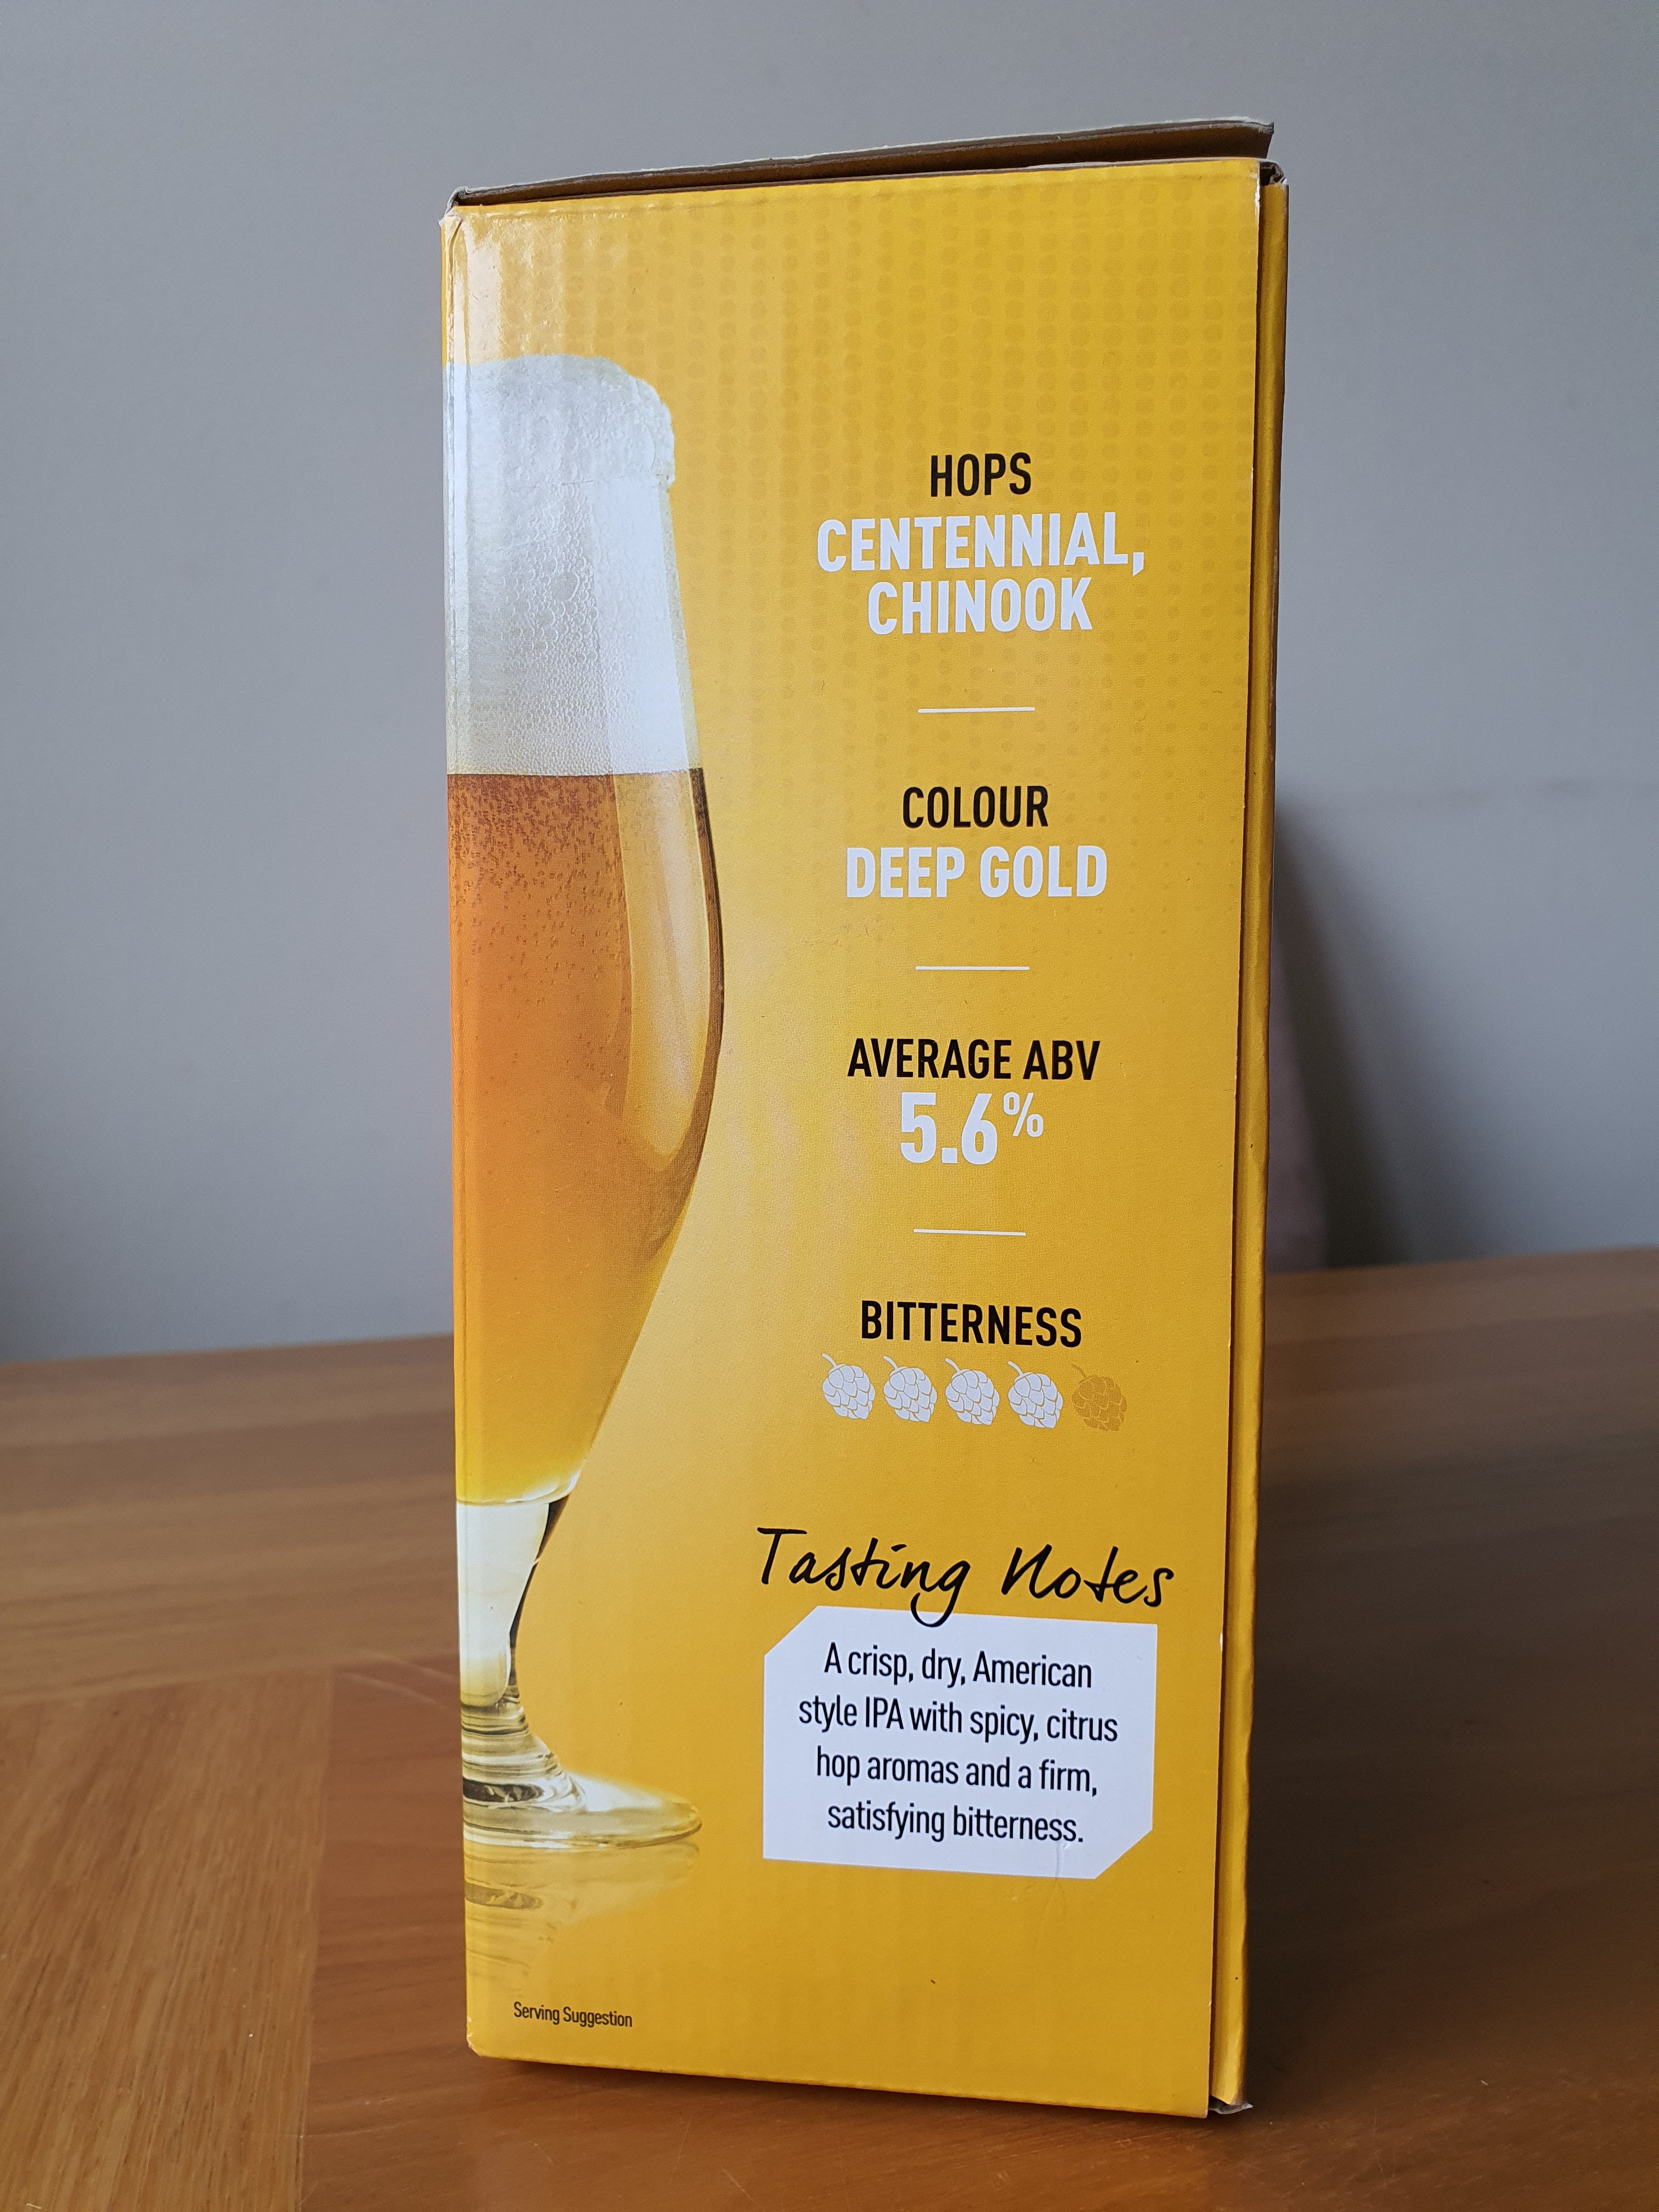 HOPS
CENTENNIAL,
CHINOOK
COLOUR
DEEP GOLD
AVERAGE ABV
5.6%
BITTERNESS
Tasting Notes
A crisp, dry, American
style IPA with spicy, citrus
hop aromas and a firm,
satisfying bitterness.
Serving Suggestion